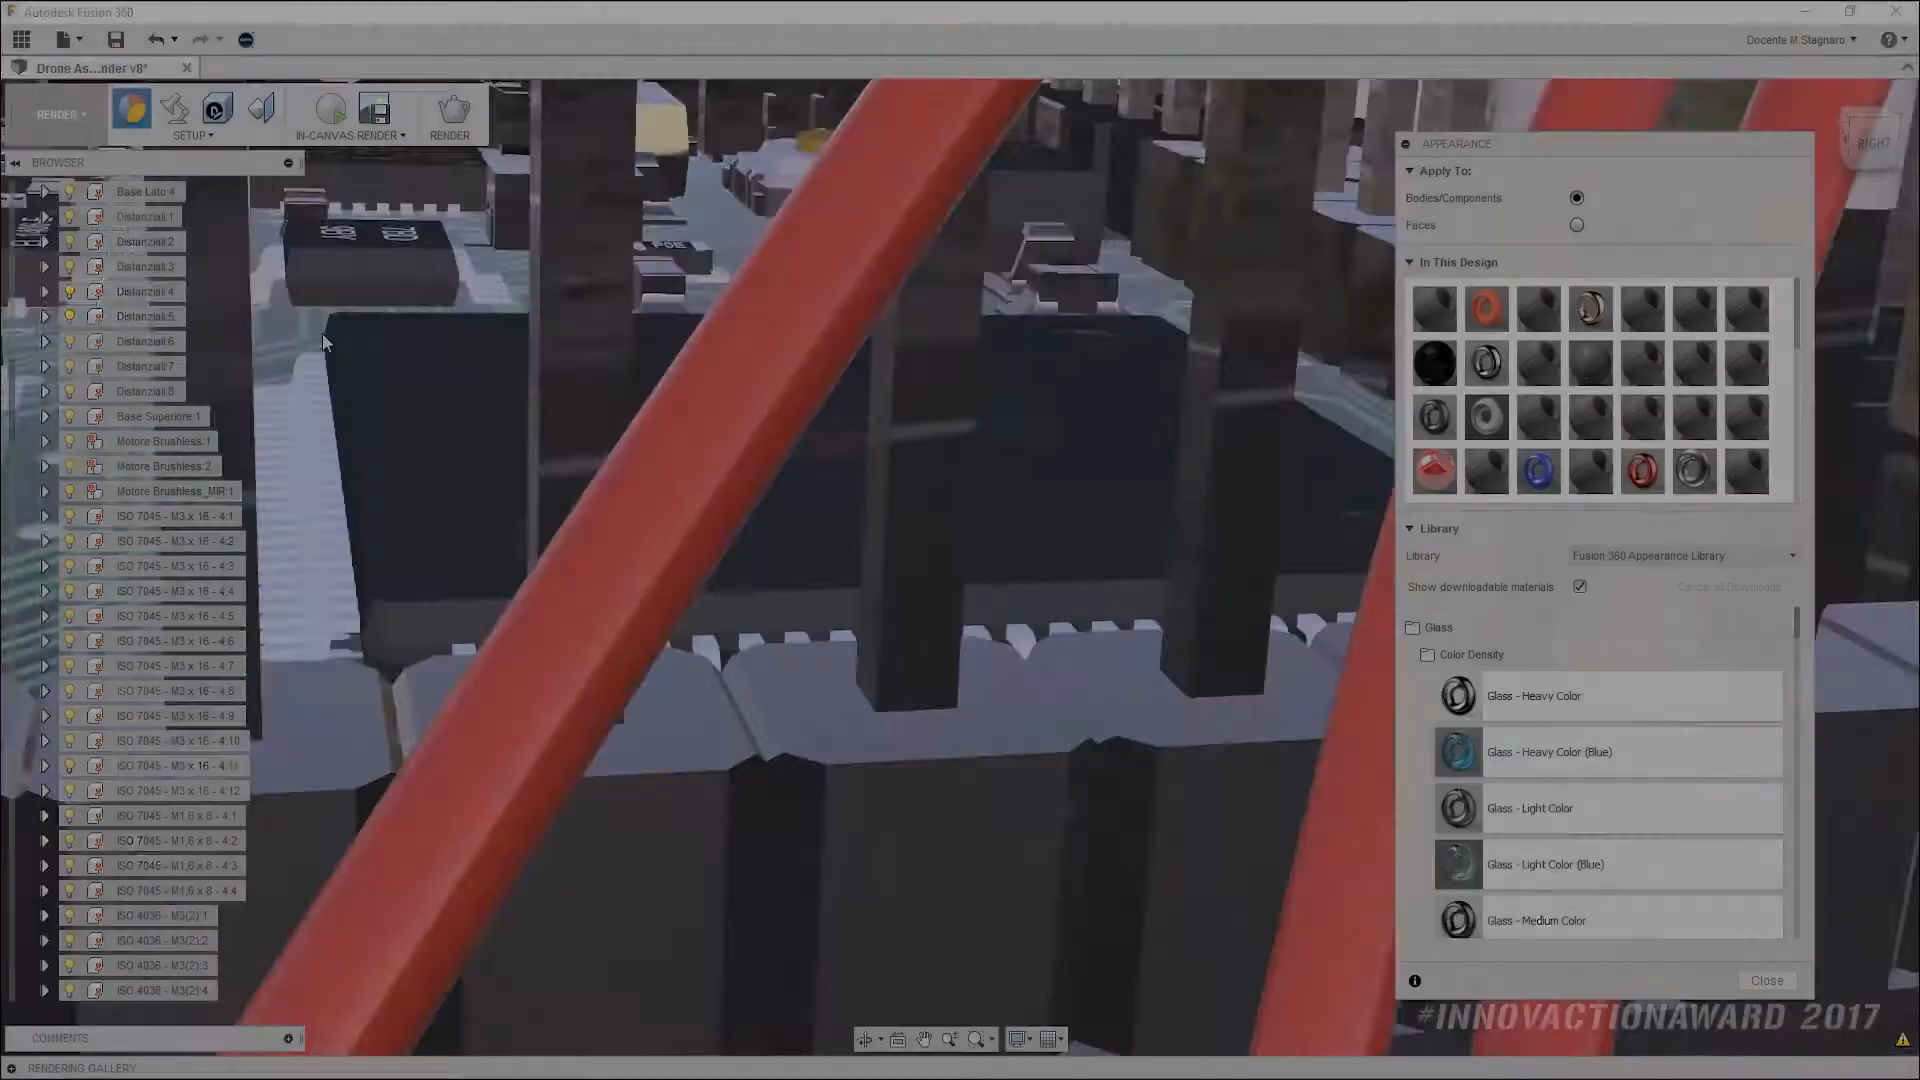 Autodesk Fusion 360
Docente M.Stagnaro
Drone As...nder v8*
RENDER
SETUP
IN-CANVAS RENDER
RENDER
BROWSER
Base Lato:4
Distanziali:1
Distanziali:2
Distanziali:3
Distanziali:4
Distanziali:5
Distanziali:6
Distanziali:7
Distanziali:8
Base Superiore:1
Motore Brushless:1
Motore Brushless:2
Motore Brushless_MIR:1
ISO 7045 - M3 x 16 - 4:1
ISO 7045 - M3 x 16 - 4:2
ISO 7045 - M3 x 16 - 4:3
ISO 7045 - M3 x 16 - 4:4
ISO 7045 - M3 x 16 - 4:5
ISO 7045 - M3 x 16 - 4:6
ISO 7045 - M3 x 16 - 4:7
ISO 7045 - M3 x 16 - 4:8
ISO 7045 - M3 x 16 - 4:9
ISO 7045 - M3 x 16 - 4:10
ISO 7045 - M3 x 16 - 4:11
ISO 7045 - M3 x 16 - 4:12
ISO 7045 - M1,6 x 8 - 4:1
ISO 7045 - M1,6 x 8 - 4:2
ISO 7045 - M1,6 x 8 - 4:3
ISO 7045 - M1,6 x 8 - 4:4
ISO 4036 - M3(2):1
ISO 4036 - M3(2):2
ISO 4036 - M3(2):3
ISO 4036 - M3(2):4
COMMENTS
RENDERING GALLERY
POE
RIGHT
APPEARANCE
Apply To:
Bodies/Components
Faces
In This Design
Library
Library Fusion 360 Appearance Library
Show downloadable materials Cancel all Downloads
Glass
Color Density
Glass - Heavy Color
Glass - Heavy Color (Blue)
Glass - Light Color
Glass - Light Color (Blue)
Glass - Medium Color
Close
#INNOVACTIONAWARD 2017